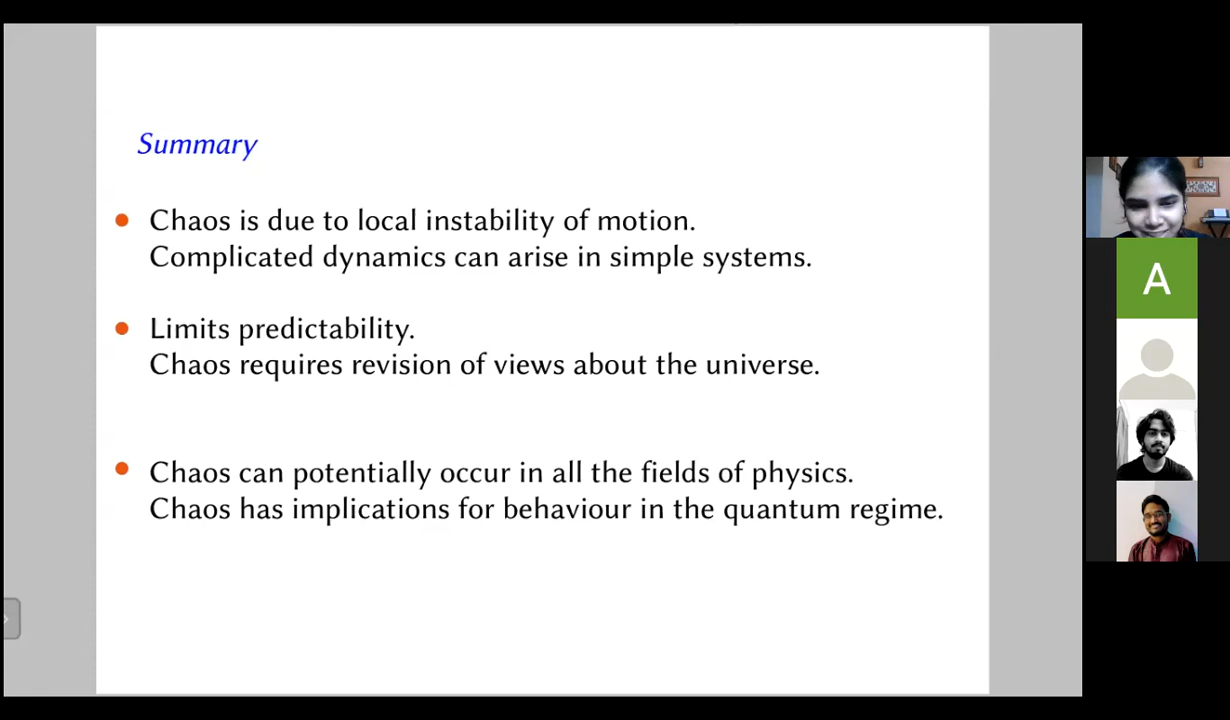 Summary
Chaos is due to local instability of motion.
Complicated dynamics can arise in simple systems.
Limits predictability.
Chaos requires revision of views about the universe.
Chaos can potentially occur in all the fields of physics.
Chaos has implications for behaviour in the quantum regime.
A